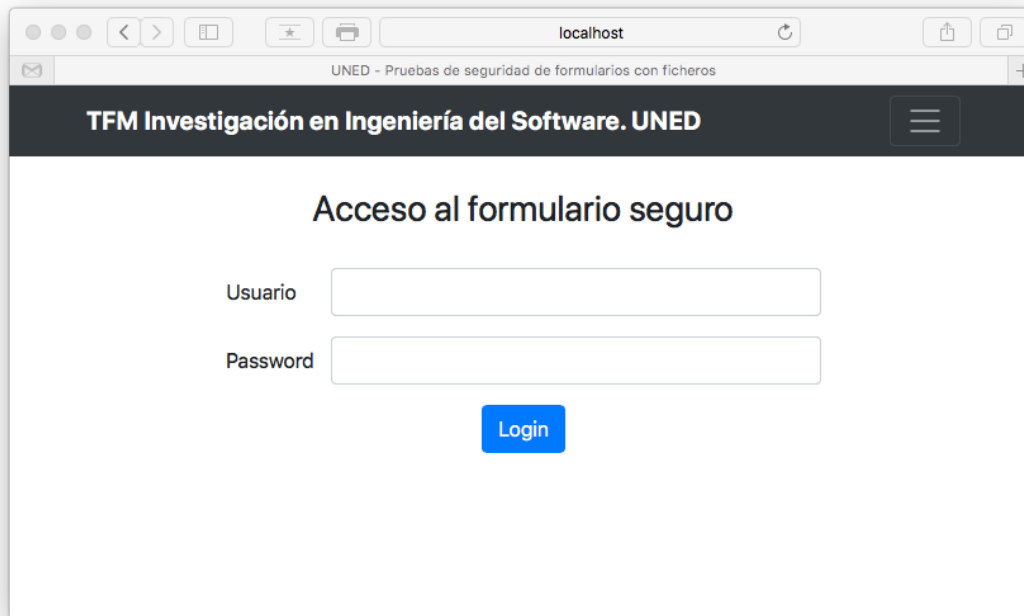 localhost
UNED - Pruebas de seguridad de formularios con ficheros
TFM Investigación en Ingeniería del Software. UNED
Acceso al formulario seguro
Usuario
Password
Login